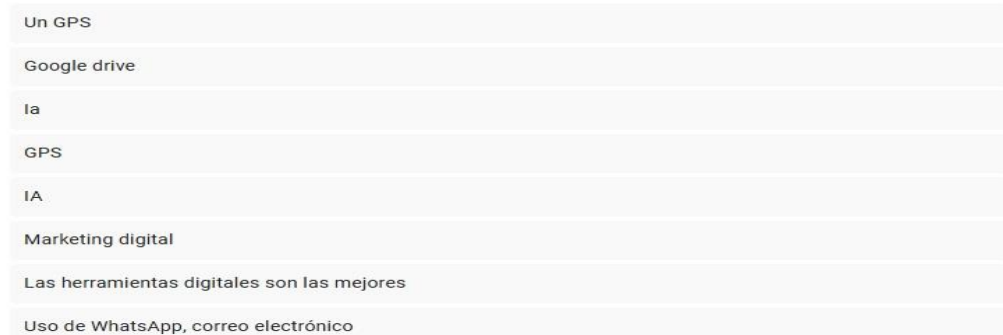 Un GPS
Google drive
Ia
GPS
IA
Marketing digital
Las herramientas digitales son las mejores
Uso de WhatsApp, correo electrónico